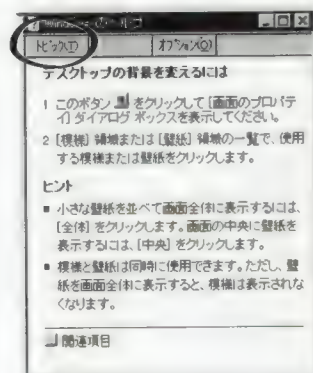 Windows のヘルプ
ﾄﾋﾟｯｸ(T)
ｵﾌﾟｼｮﾝ(O)
デスクトップの背景を変えるには
1 このボタン をクリックして [画面のプロパテ
ィ] ダイアログ ボックスを表示してください。
2 [模様] 領域または [壁紙] 領域の一覧で、使用
する模様または壁紙をクリックします。
ヒント
■ 小さな壁紙を並べて画面全体に表示するには、
[全体] をクリックします。画面の中央に壁紙を
表示するには、[中央] をクリックします。
■ 模様と壁紙は同時に使用できます。ただし、壁
紙を画面全体に表示すると、模様は表示されな
くなります。
関連項目